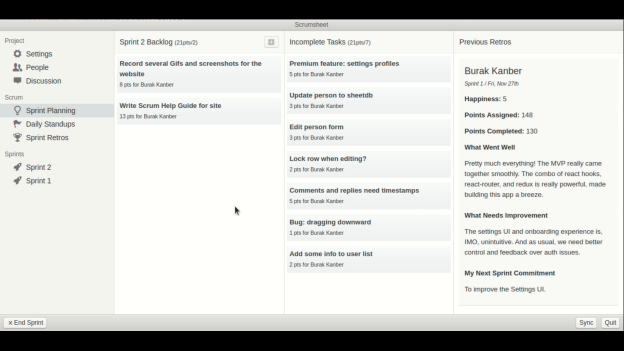 Scrumsheet
Project
Settings
People
Discussion
Scrum
Sprint Planning
Daily Standups
Sprint Retros
Sprints
Sprint 2
Sprint 1
Sprint 2 Backlog (21pts/2)
Record several Gifs and screenshots for the
website
8 pts for Burak Kanber
Write Scrum Help Guide for site
13 pts for Burak Kanber
Incomplete Tasks (21pts/7)
Premium feature: settings profiles
5 pts for Burak Kanber
Update person to sheetdb
3 pts for Burak Kanber
Edit person form
3 pts for Burak Kanber
Lock row when editing?
2 pts for Burak Kanber
Comments and replies need timestamps
5 pts for Burak Kanber
Bug: dragging downward
1 pts for Burak Kanber
Add some info to user list
2 pts for Burak Kanber
Previous Retros
Burak Kanber
Sprint 1 / Fri, Nov 27th
Happiness: 5
Points Assigned: 148
Points Completed: 130
What Went Well
Pretty much everything! The MVP really came
together smoothly. The combo of react hooks,
react-router, and redux is really powerful, made
building this app a breeze.
What Needs Improvement
The settings UI and onboarding experience is,
IMO, unintuitive. And as usual, we need better
control and feedback over auth issues.
My Next Sprint Commitment
To improve the Settings UI.
x End Sprint
Sync
Quit